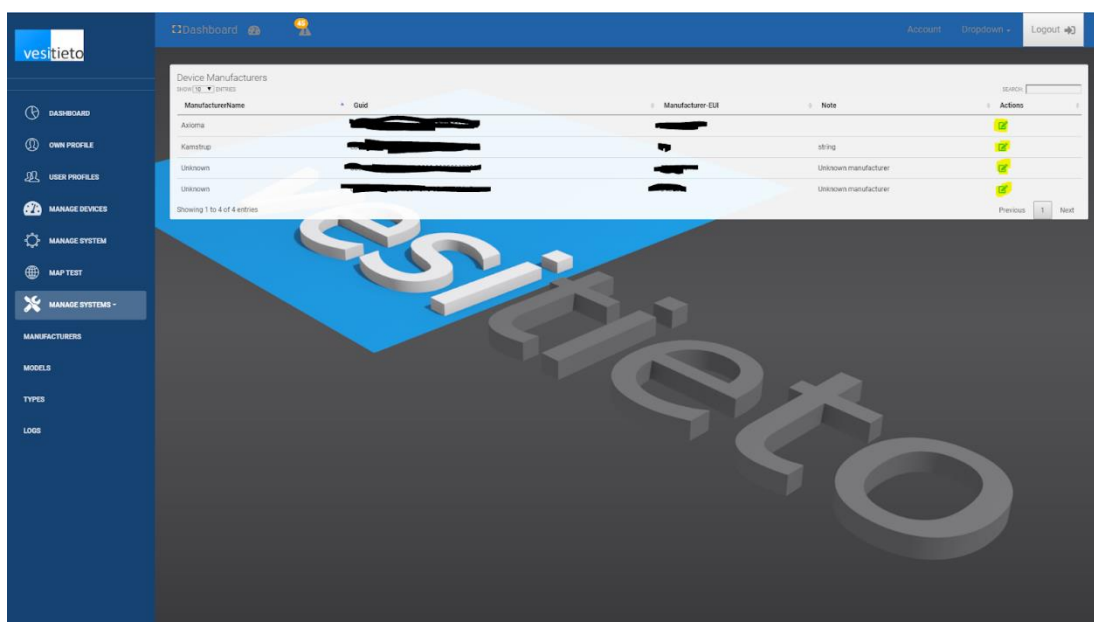 vesitieto
Dashboard
Account
Dropdown
Logout
DASHBOARD
OWN PROFILE
USER PROFILES
MANAGE DEVICES
MANAGE SYSTEM
MAP TEST
MANAGE SYSTEMS
MANUFACTURERS
MODELS
TYPES
LOGS
Device Manufacturers
SHOW 10 ENTRIES
SEARCH:
ManufacturerName Guid Manufacturer-EUI Note Actions
Axioma
Kamstrup string
Unknown Unknown manufacturer
Unknown Unknown manufacturer
Showing 1 to 4 of 4 entries
Previous 1 Next
vesitieto